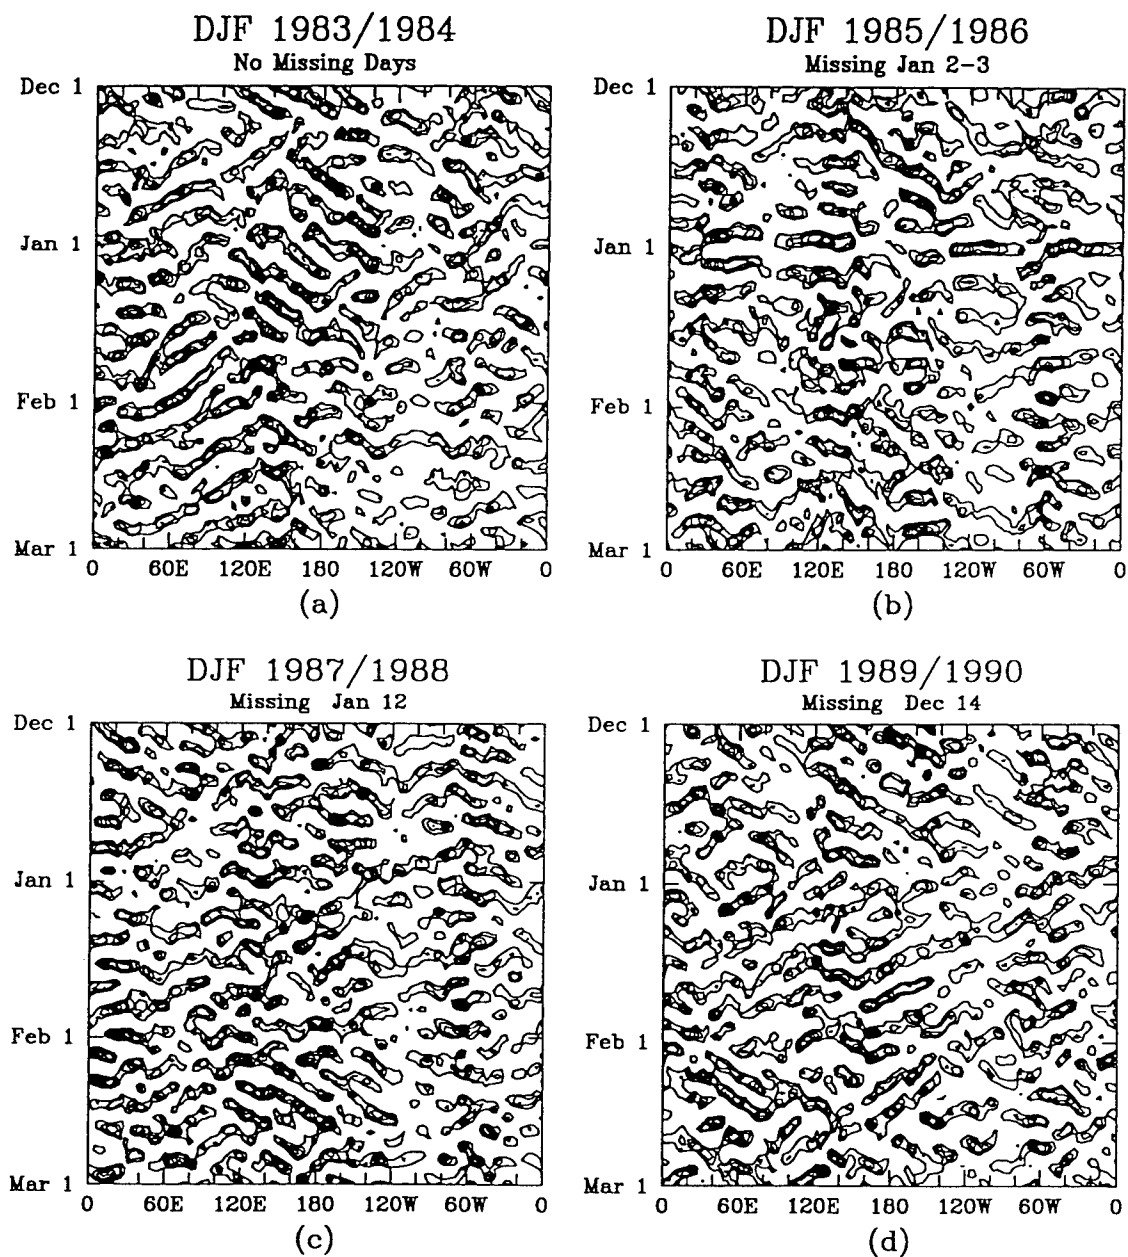 DJF 1983/1984
No Missing Days
Dec 1
Jan 1
Feb 1
Mar 1
0 60E 120E 180 120W 60W 0
(a)
DJF 1985/1986
Missing Jan 2-3
Dec 1
Jan 1
Feb 1
Mar 1
0 60E 120E 180 120W 60W 0
(b)
DJF 1987/1988
Missing Jan 12
Dec 1
Jan 1
Feb 1
Mar 1
0 60E 120E 180 120W 60W 0
(c)
DJF 1989/1990
Missing Dec 14
Dec 1
Jan 1
Feb 1
Mar 1
0 60E 120E 180 120W 60W 0
(d)